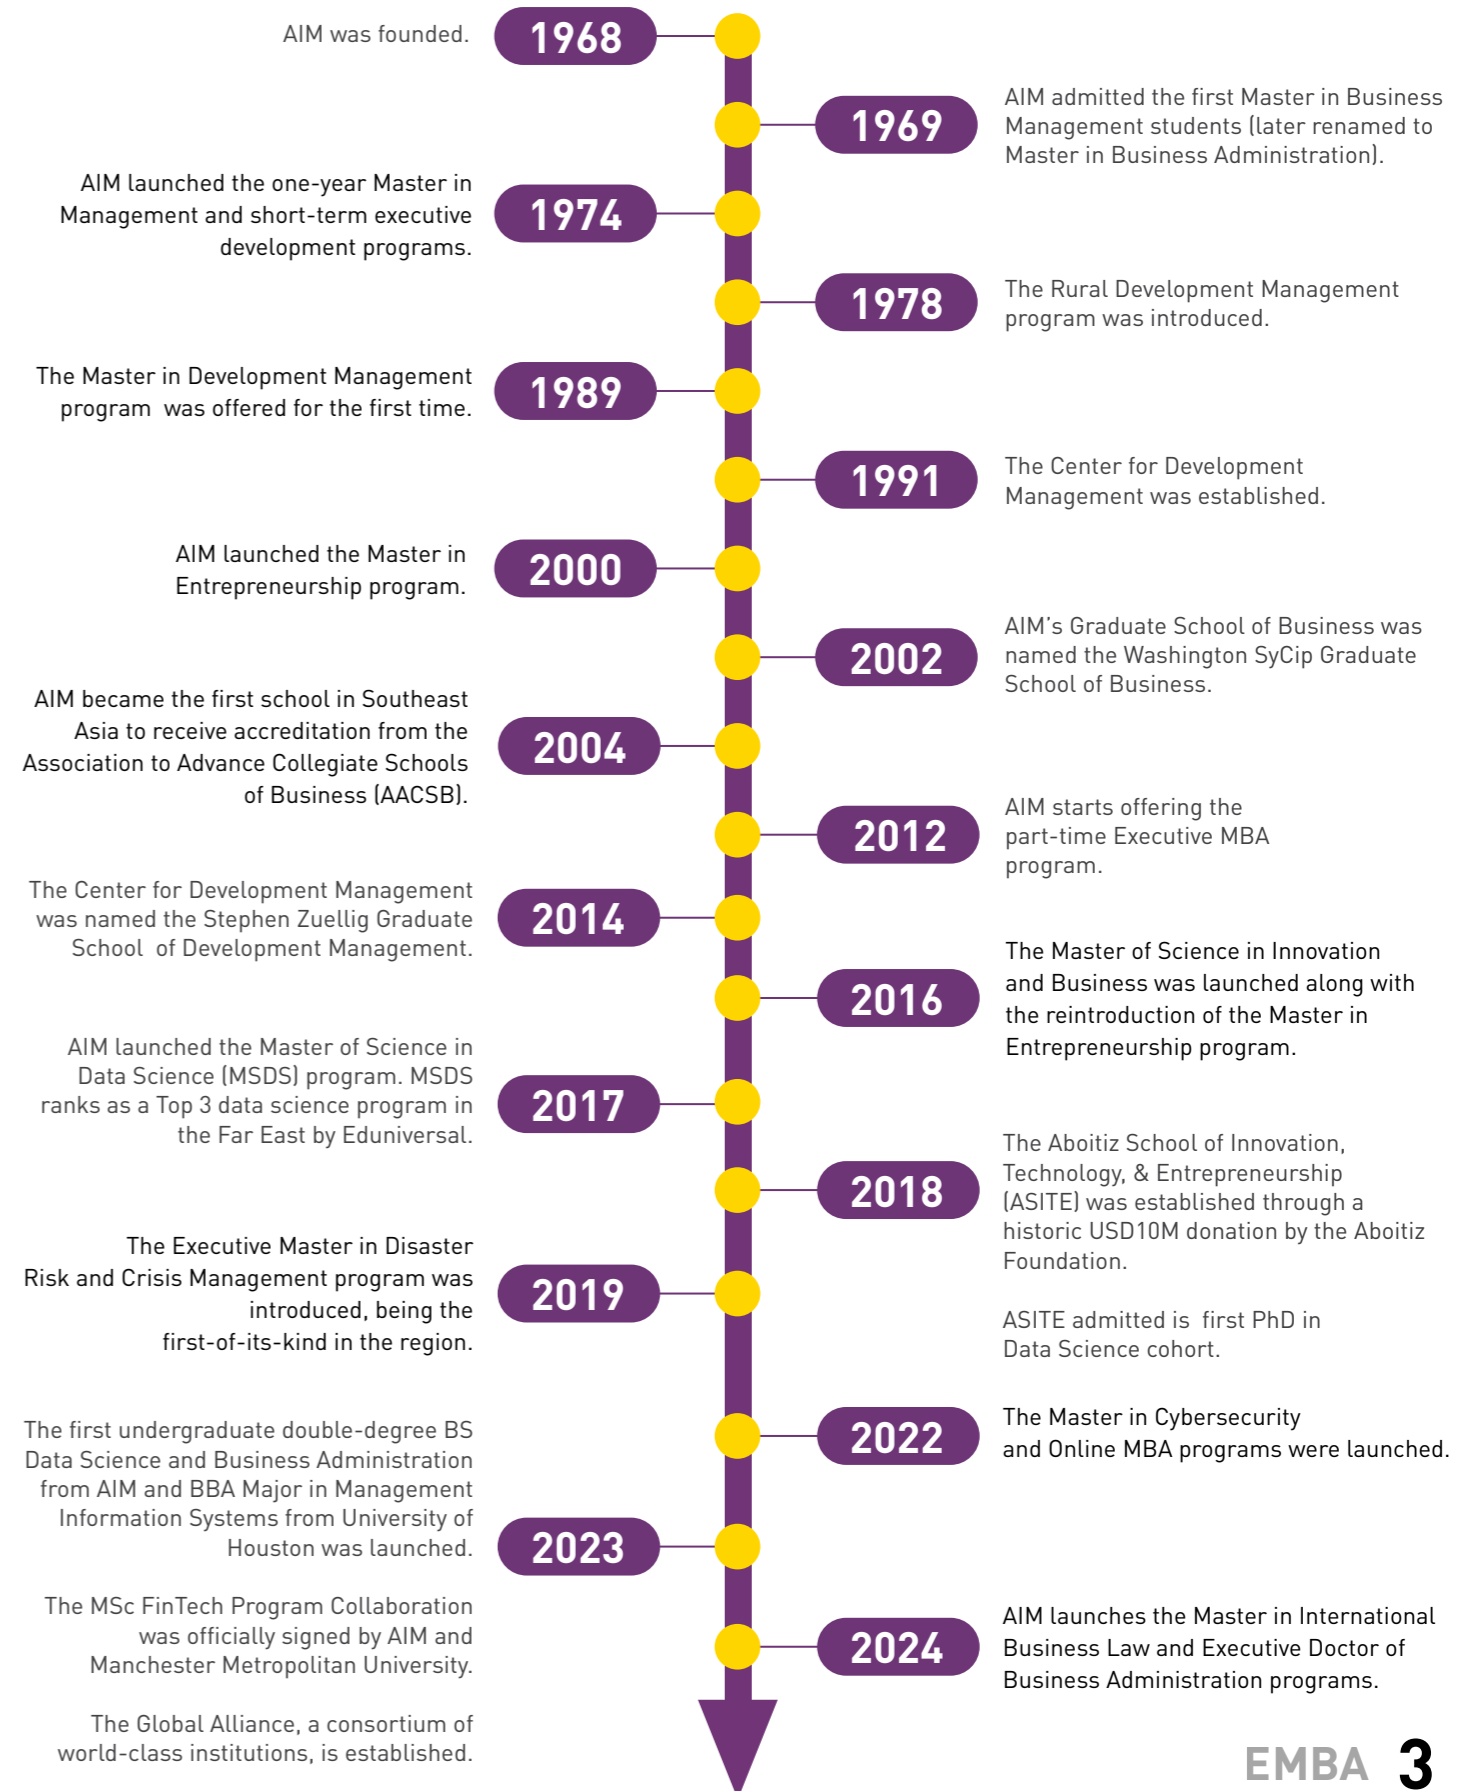 AIM was founded.
1968
1969
AIM admitted the first Master in Business
Management students (later renamed to
Master in Business Administration).
AIM launched the one-year Master in
Management and short-term executive
development programs.
1974
1978
The Rural Development Management
program was introduced.
The Master in Development Management
program was offered for the first time.
1989
1991
The Center for Development
Management was established.
AIM launched the Master in
Entrepreneurship program.
2000
2002
AIM's Graduate School of Business was
named the Washington SyCip Graduate
School of Business.
AIM became the first school in Southeast
Asia to receive accreditation from the
Association to Advance Collegiate Schools
of Business (AACSB).
2004
2012
AIM starts offering the
part-time Executive MBA
program.
The Center for Development Management
was named the Stephen Zuellig Graduate
School of Development Management.
2014
2016
The Master of Science in Innovation
and Business was launched along with
the reintroduction of the Master in
Entrepreneurship program.
AIM launched the Master of Science in
Data Science (MSDS) program. MSDS
ranks as a Top 3 data science program in
the Far East by Eduniversal.
2017
2018
The Aboitiz School of Innovation,
Technology, & Entrepreneurship
(ASITE) was established through a
historic USD10M donation by the Aboitiz
Foundation.
ASITE admitted is first PhD in
Data Science cohort.
The Executive Master in Disaster
Risk and Crisis Management program was
introduced, being the
first-of-its-kind in the region.
2019
2022
The Master in Cybersecurity
and Online MBA programs were launched.
The first undergraduate double-degree BS
Data Science and Business Administration
from AIM and BBA Major in Management
Information Systems from University of
Houston was launched.
2023
The MSc FinTech Program Collaboration
was officially signed by AIM and
Manchester Metropolitan University.
The Global Alliance, a consortium of
world-class institutions, is established.
2024
AIM launches the Master in International
Business Law and Executive Doctor of
Business Administration programs.
EMBA 3